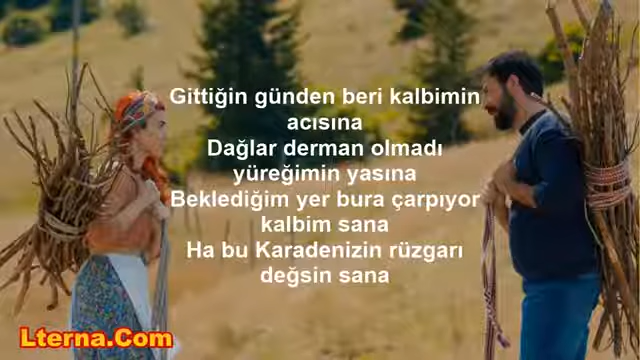 Gittiğin günden beri kalbimin
acısına
Dağlar derman olmadı
yüreğimin yasına
Beklediğim yer bura çarpıyor
kalbim sana
Ha bu Karadenizin rüzgarı
değsin sana
Lterna.Com